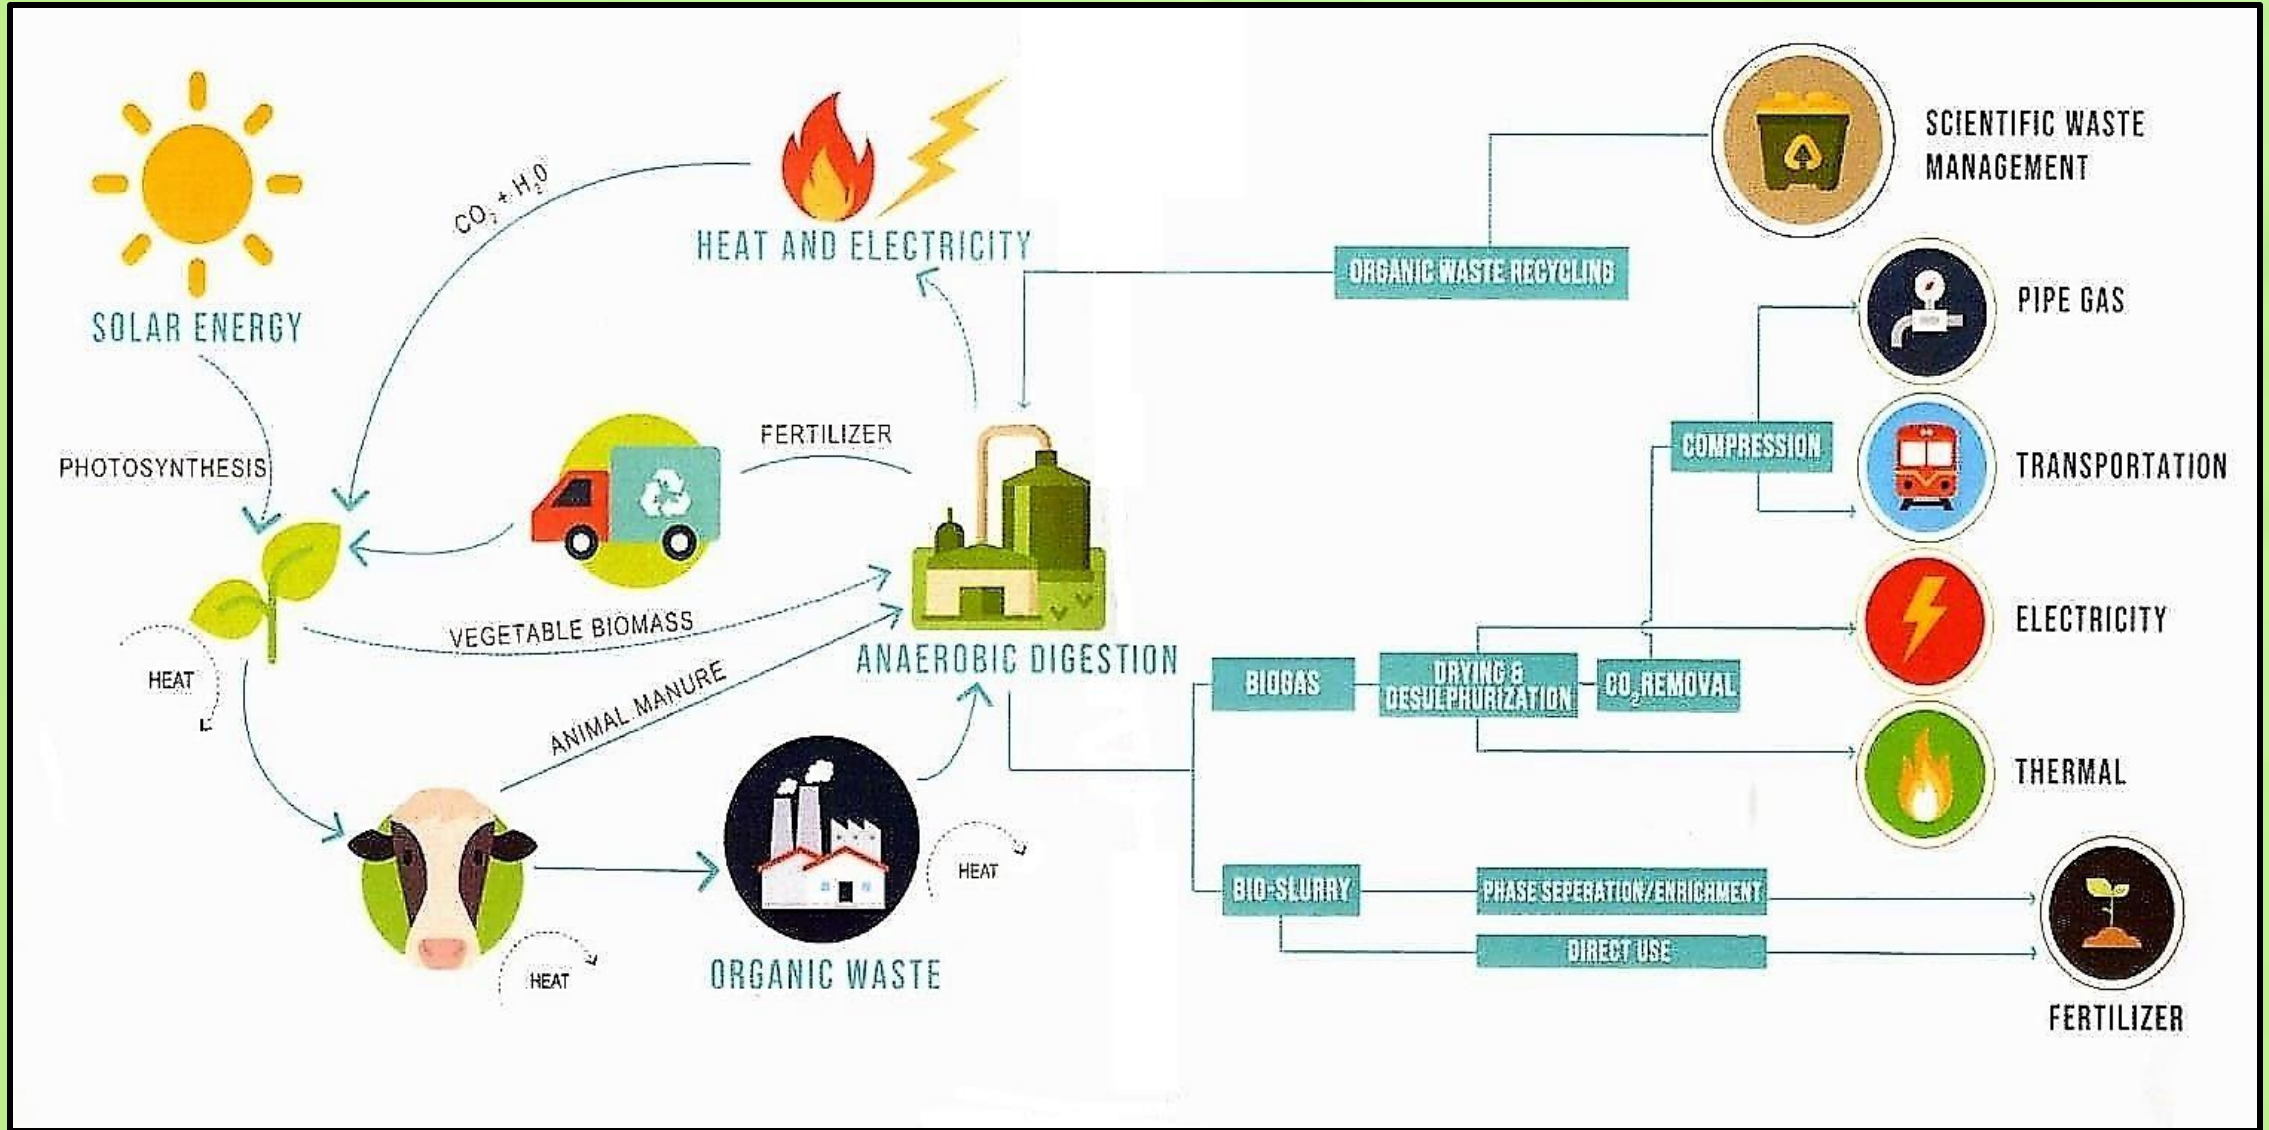 SOLAR ENERGY
CO2 + H20
HEAT AND ELECTRICITY
PHOTOSYNTHESIS
FERTILIZER
VEGETABLE BIOMASS
HEAT
ANIMAL MANURE
ANAEROBIC DIGESTION
HEAT
HEAT
ORGANIC WASTE
ORGANIC WASTE RECYCLING
SCIENTIFIC WASTE
MANAGEMENT
PIPE GAS
COMPRESSION
TRANSPORTATION
ELECTRICITY
BIOGAS
DRYING &
DESULPHURIZATION
CO2 REMOVAL
THERMAL
BIO-SLURRY
PHASE SEPERATION/ENRICHMENT
DIRECT USE
FERTILIZER